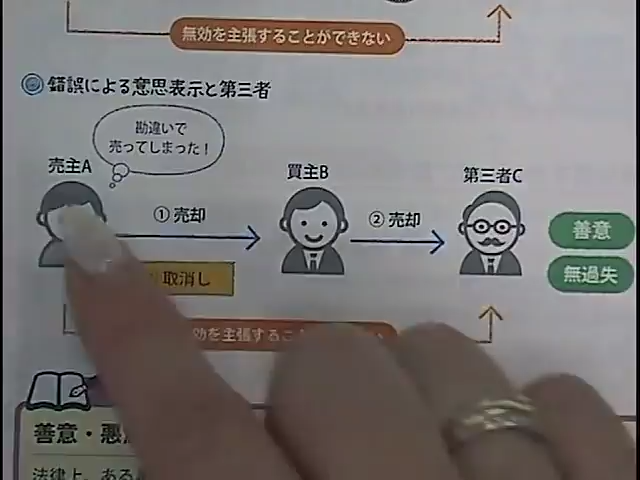 無効を主張することができない
錯誤による意思表示と第三者
勘違いで
売ってしまった！
売主A
買主B
第三者C
① 売却
② 売却
善意
無過失
取消し
効を主張するこ
善意・悪
法律上、ある